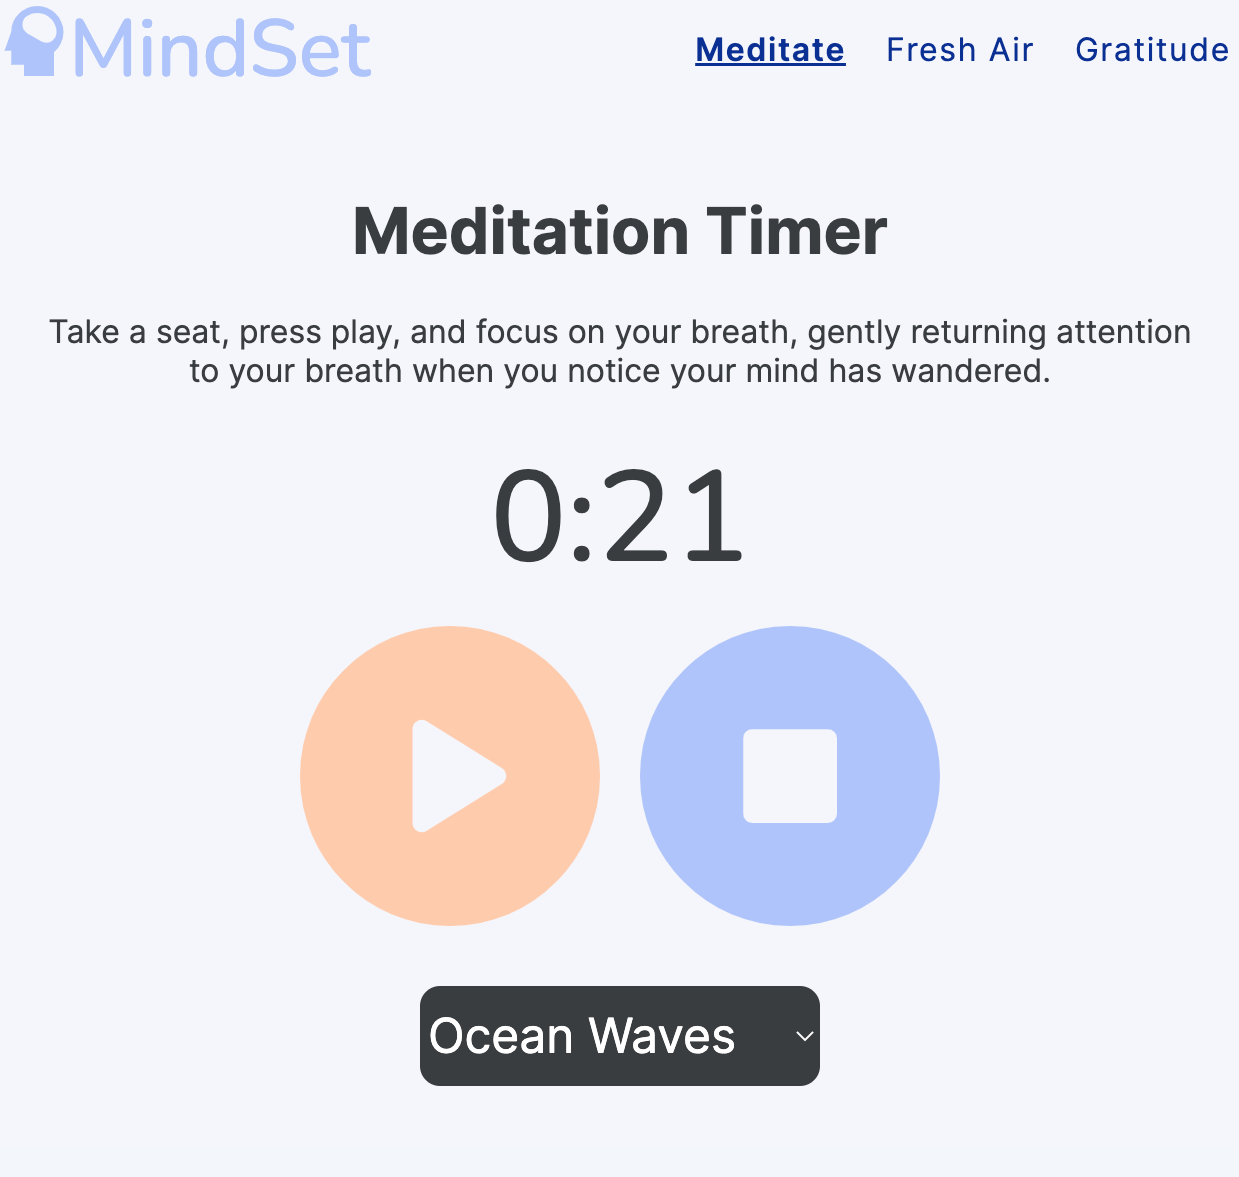 MindSet
Meditate Fresh Air Gratitude
Meditation Timer
Take a seat, press play, and focus on your breath, gently returning attention
to your breath when you notice your mind has wandered.
0:21
Ocean Waves